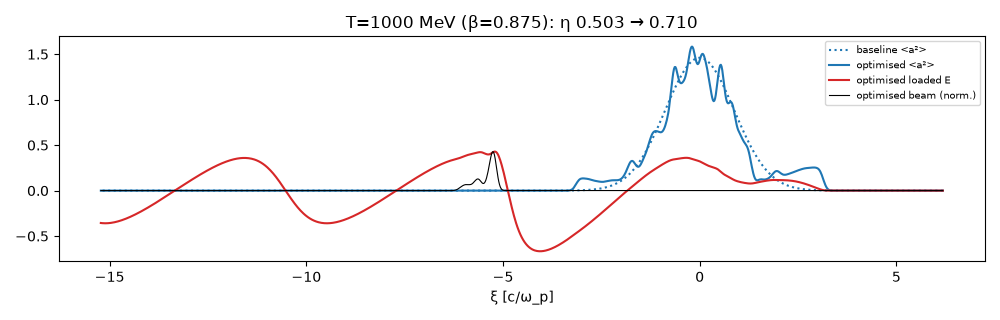 T=1000 MeV (β=0.875): η 0.503 → 0.710
baseline <a²>
optimised <a²>
optimised loaded E
optimised beam (norm.)
1.5
1.0
0.5
0.0
−0.5
−15
−10
−5
0
5
ξ [c/ω_p]